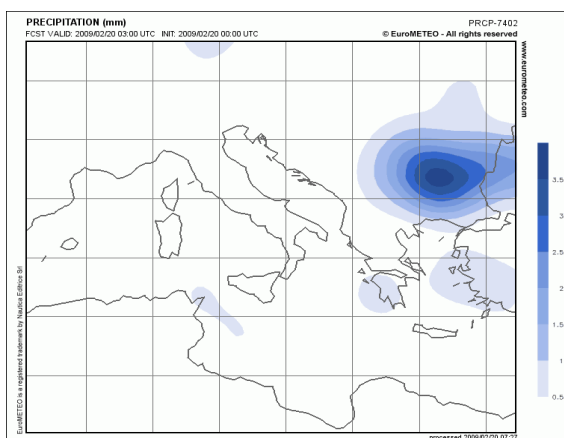 PRECIPITATION (mm)
PRCP-7402
FCST VALID: 2009/02/20 03:00 UTC INIT: 2009/02/20 00:00 UTC
© EuroMETEO - All rights reserved
www.eurometeo.com
3.5
3.
2.5
2.
1.5
1.
0.5
EuroMETEO is a registered trademark by Nautica Editrice Srl
processed 2009/02/20 07:27